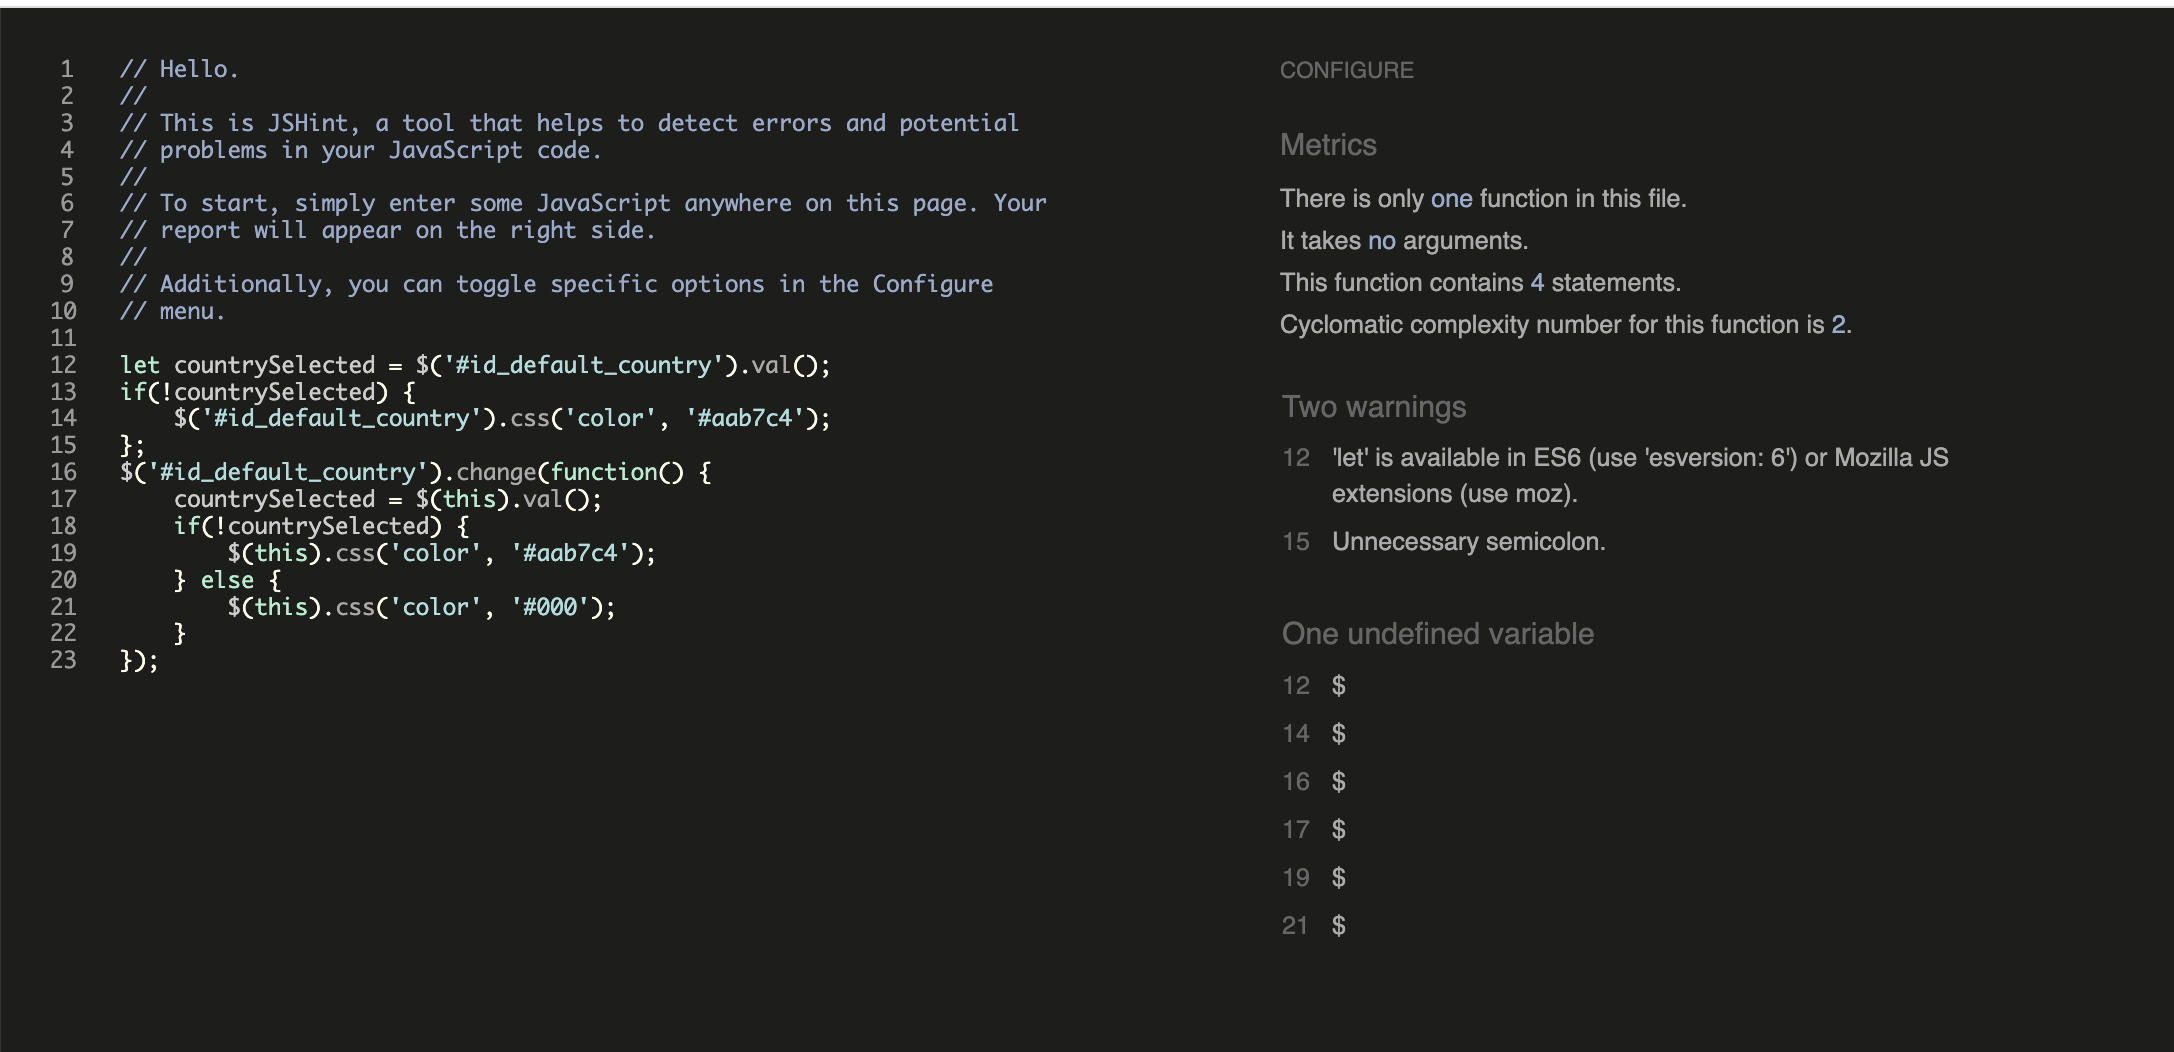 1 // Hello.
2 //
3 // This is JSHint, a tool that helps to detect errors and potential
4 // problems in your JavaScript code.
5 //
6 // To start, simply enter some JavaScript anywhere on this page. Your
7 // report will appear on the right side.
8 //
9 // Additionally, you can toggle specific options in the Configure
10 // menu.
11
12 let countrySelected = $('#id_default_country').val();
13 if(!countrySelected) {
14     $('#id_default_country').css('color', '#aab7c4');
15 };
16 $('#id_default_country').change(function() {
17     countrySelected = $(this).val();
18     if(!countrySelected) {
19         $(this).css('color', '#aab7c4');
20     } else {
21         $(this).css('color', '#000');
22     }
23 });
CONFIGURE
Metrics
There is only one function in this file.
It takes no arguments.
This function contains 4 statements.
Cyclomatic complexity number for this function is 2.
Two warnings
12 'let' is available in ES6 (use 'esversion: 6') or Mozilla JS
extensions (use moz).
15 Unnecessary semicolon.
One undefined variable
12 $
14 $
16 $
17 $
19 $
21 $